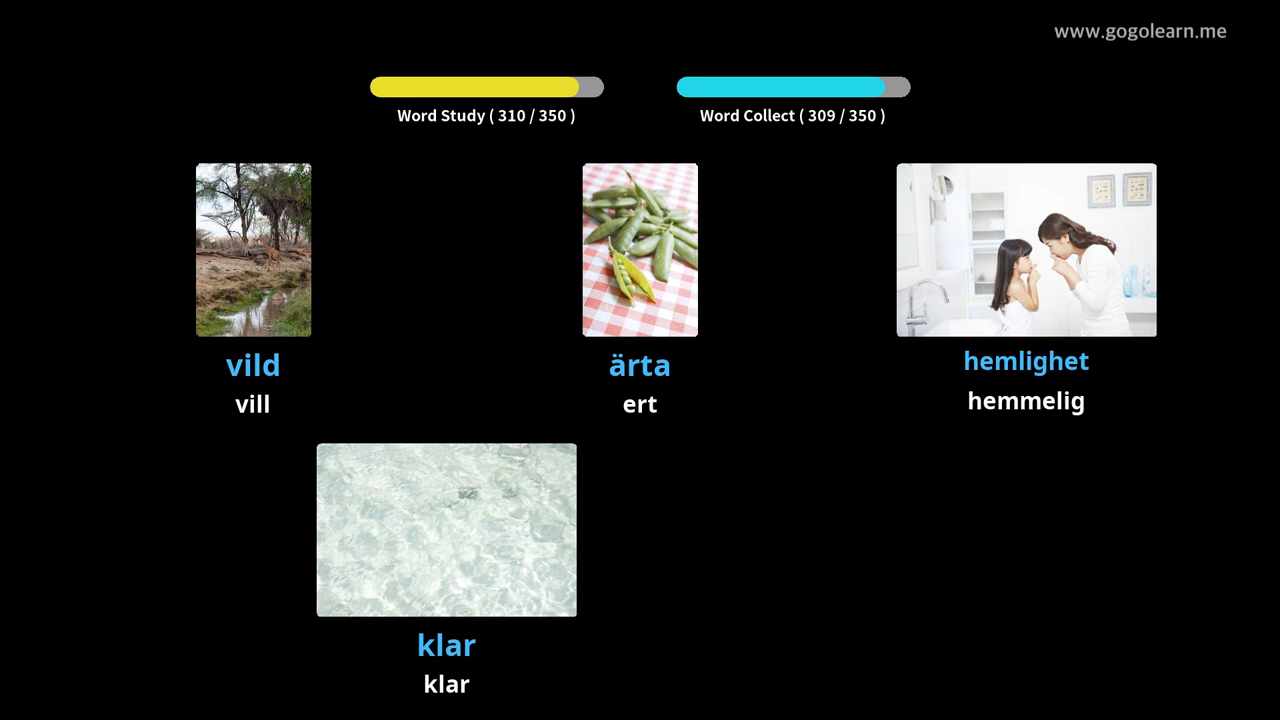 www.gogolearn.me
Word Study ( 310 / 350 )
Word Collect ( 309 / 350 )
vild
vill
ärta
ert
hemlighet
hemmelig
klar
klar